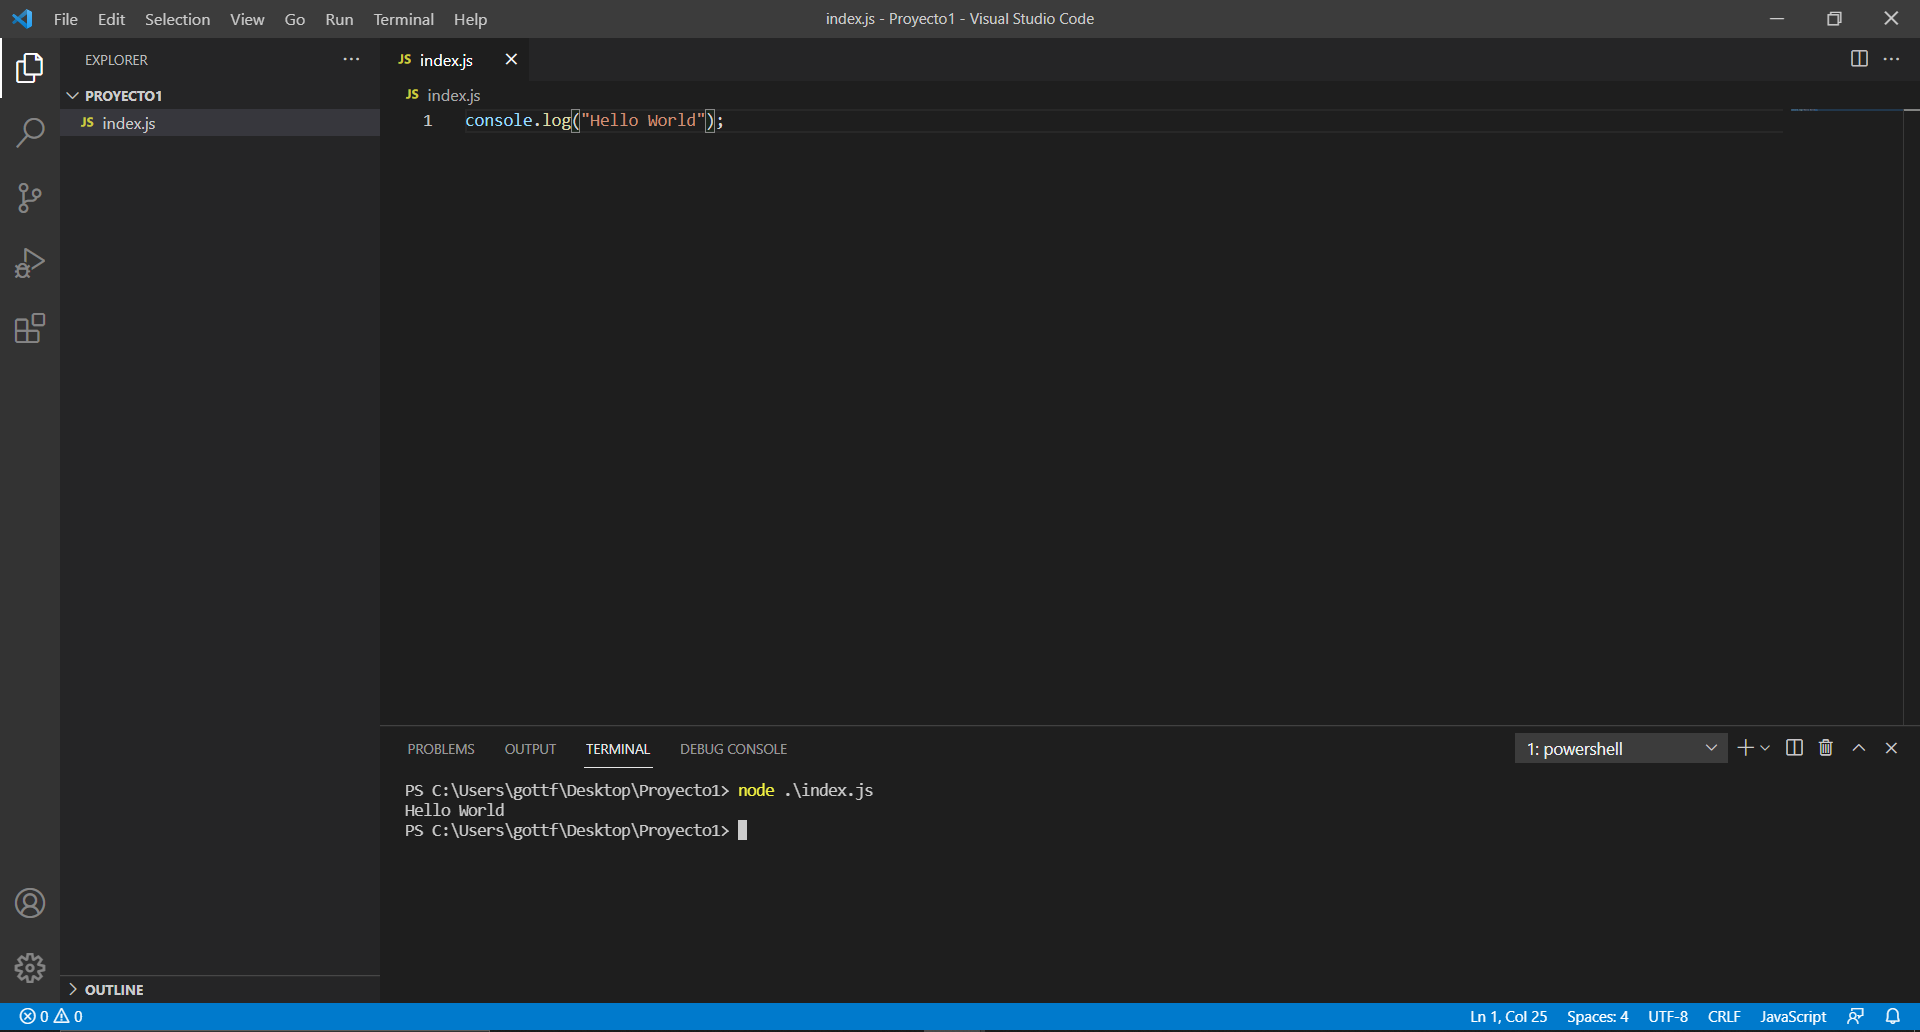 File Edit Selection View Go Run Terminal Help
index.js - Proyecto1 - Visual Studio Code
EXPLORER
PROYECTO1
JS index.js
OUTLINE
JS index.js
JS index.js
1 console.log("Hello World");
PROBLEMS OUTPUT TERMINAL DEBUG CONSOLE
1: powershell
PS C:\Users\gottf\Desktop\Proyecto1> node .\index.js
Hello World
PS C:\Users\gottf\Desktop\Proyecto1>
0 0
Ln 1, Col 25 Spaces: 4 UTF-8 CRLF JavaScript